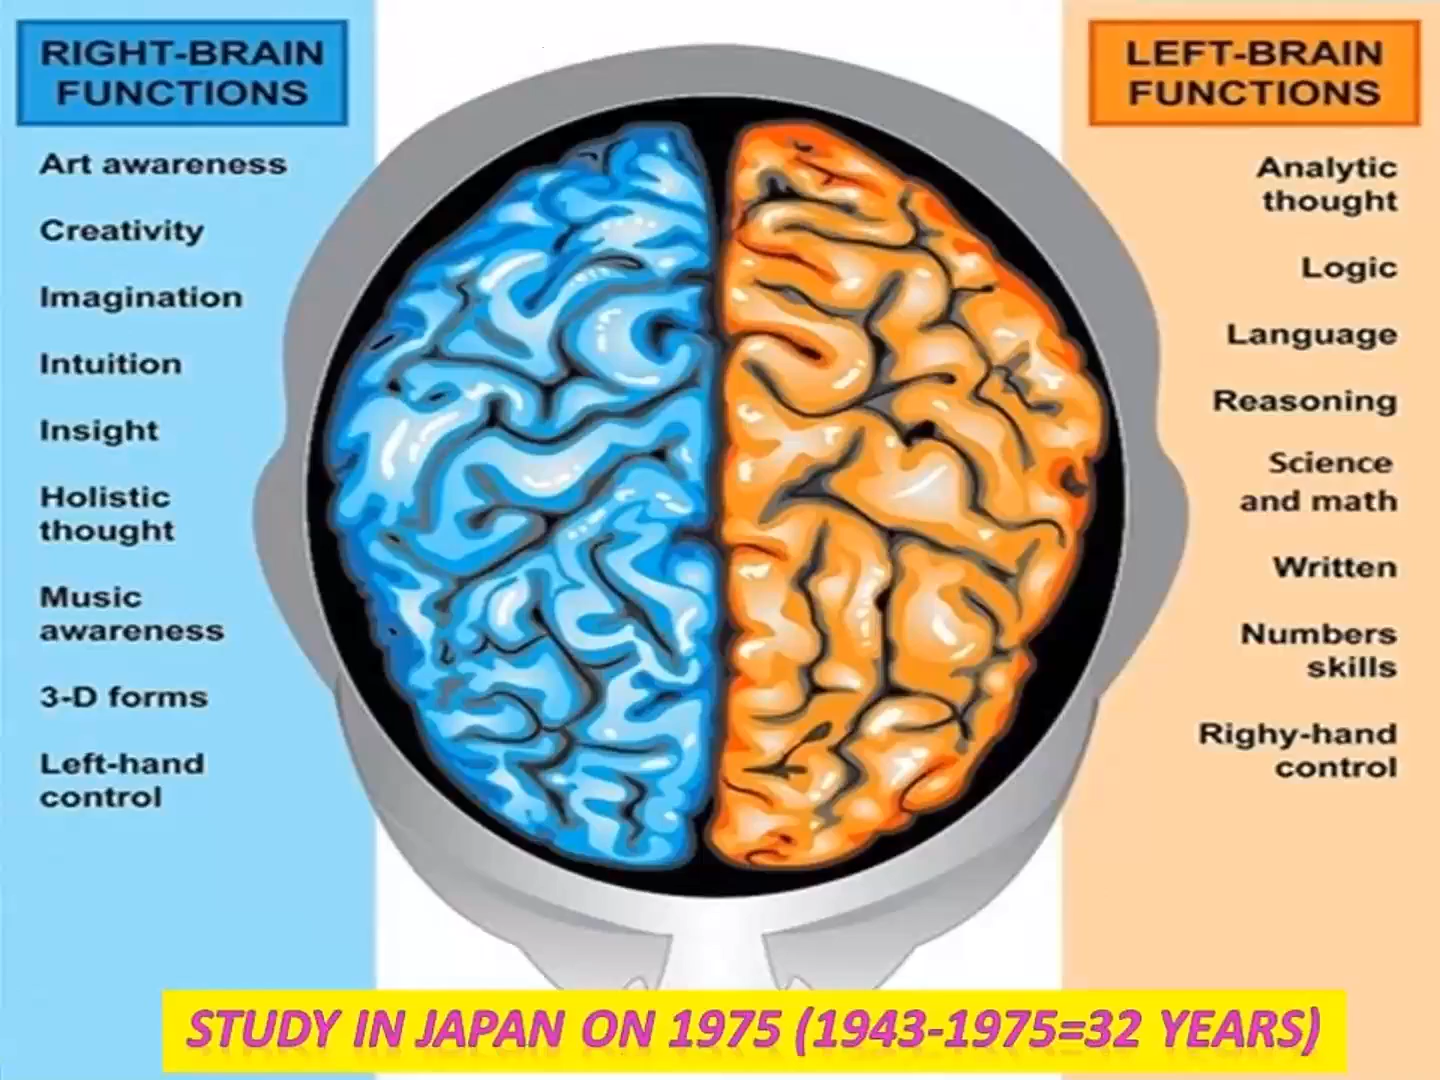 RIGHT-BRAIN
FUNCTIONS
Art awareness
Creativity
Imagination
Intuition
Insight
Holistic
thought
Music
awareness
3-D forms
Left-hand
control
LEFT-BRAIN
FUNCTIONS
Analytic
thought
Logic
Language
Reasoning
Science
and math
Written
Numbers
skills
Righy-hand
control
STUDY IN JAPAN ON 1975 (1943-1975=32 YEARS)